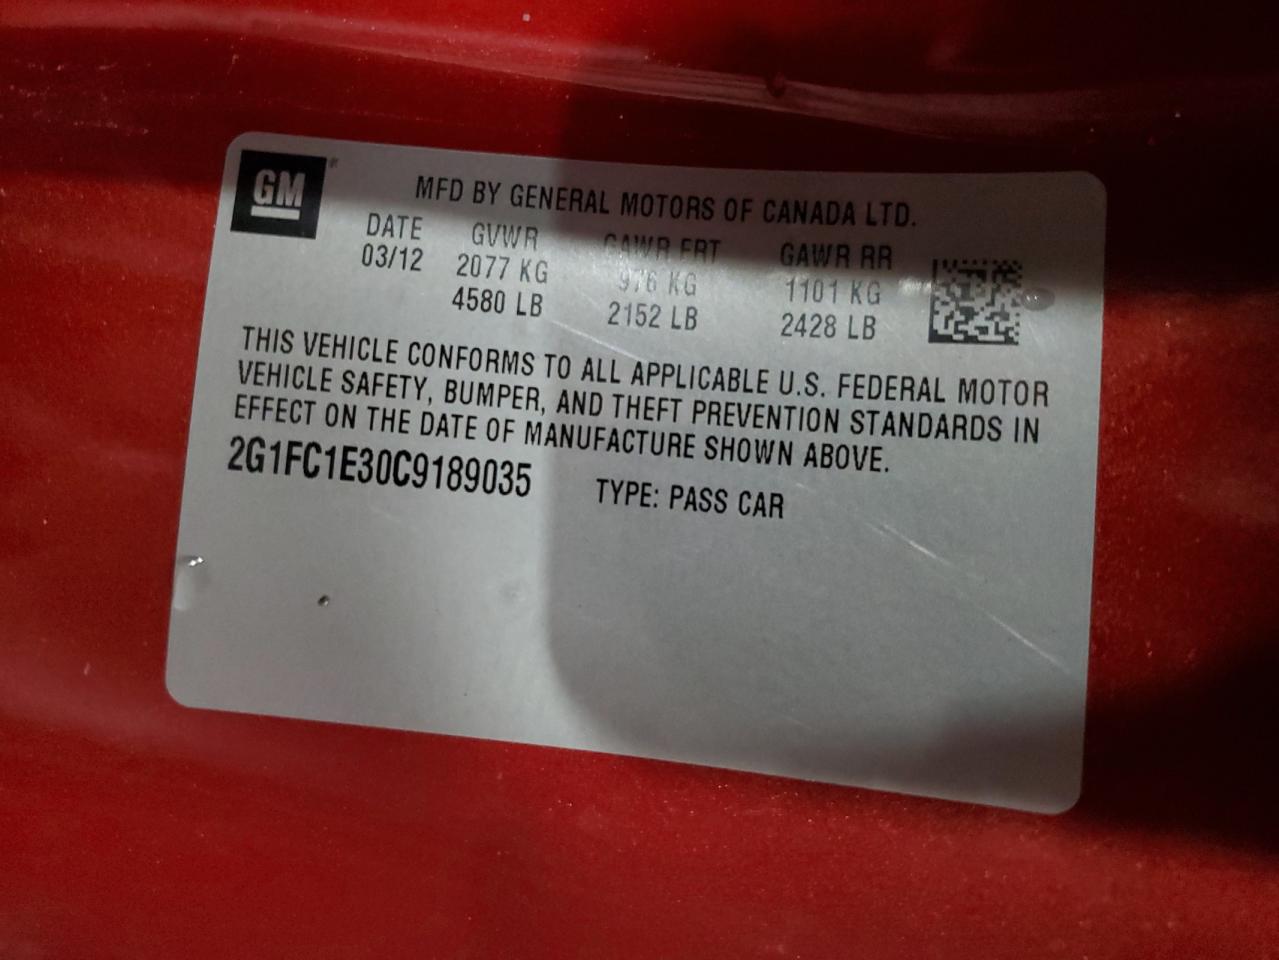 GM
MFD BY GENERAL MOTORS OF CANADA LTD.
DATE GVWR GAWR FRT GAWR RR
03/12 2077 KG 976 KG 1101 KG
4580 LB 2152 LB 2428 LB
THIS VEHICLE CONFORMS TO ALL APPLICABLE U.S. FEDERAL MOTOR
VEHICLE SAFETY, BUMPER, AND THEFT PREVENTION STANDARDS IN
EFFECT ON THE DATE OF MANUFACTURE SHOWN ABOVE.
2G1FC1E30C9189035 TYPE: PASS CAR